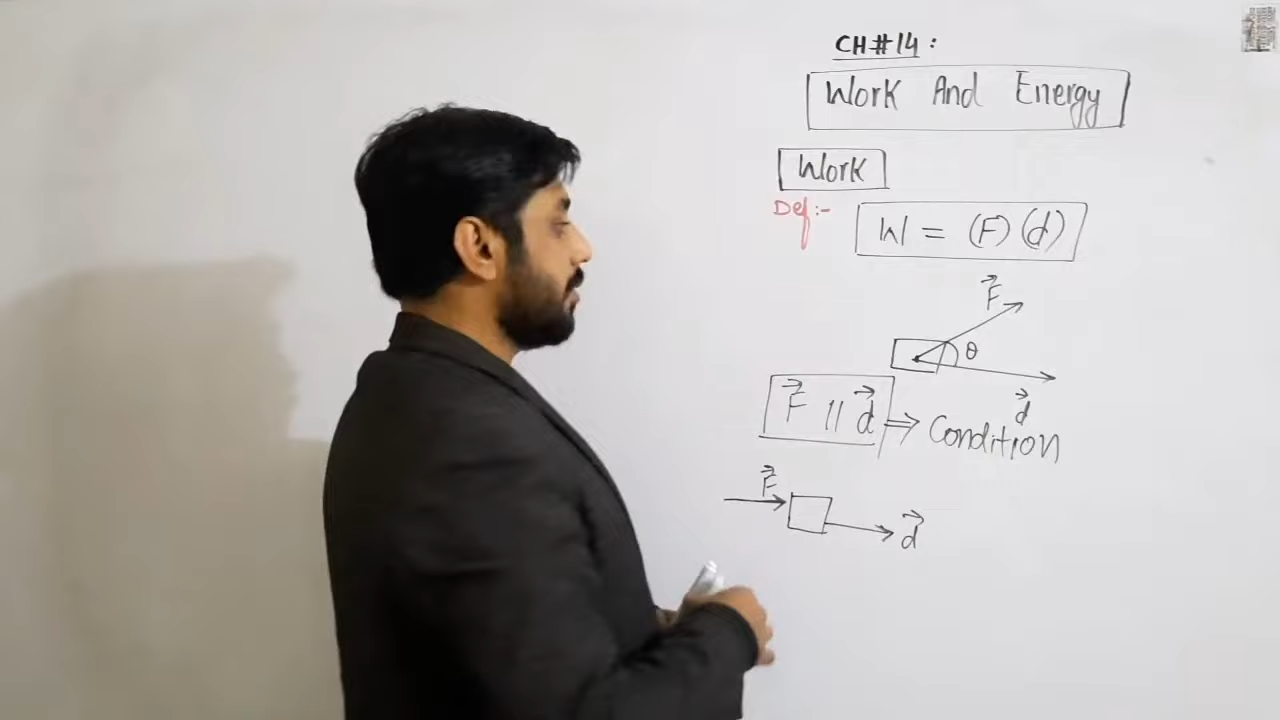 CH#14:
Work And Energy
Work
Def:-
W = (F)(d)
F⃗
θ
d⃗
F⃗ || d⃗ ⇒ Condition
F⃗
d⃗